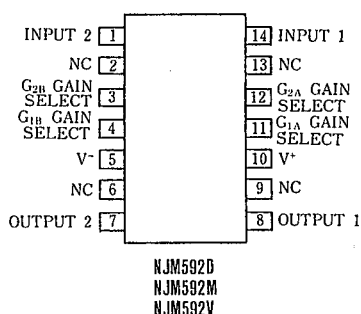 INPUT 2 1 14 INPUT 1
NC 2 13 NC
G2B GAIN SELECT 3 12 G2A GAIN SELECT
G1B GAIN SELECT 4 11 G1A GAIN SELECT
V- 5 10 V+
NC 6 9 NC
OUTPUT 2 7 8 OUTPUT 1
NJM592D
NJM592M
NJM592V